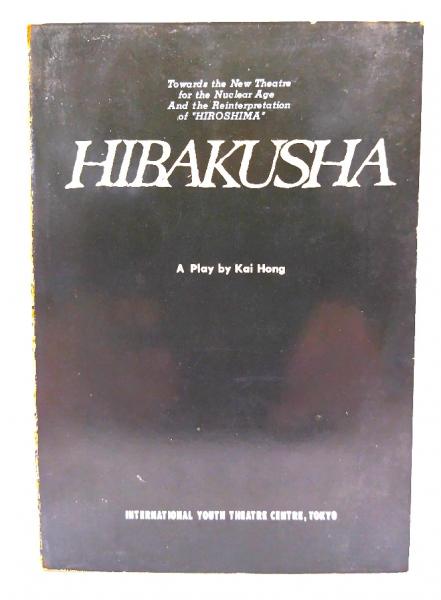 Towards the New Theatre
for the Nuclear Age
And the Reinterpretation
of "HIROSHIMA"
HIBAKUSHA
A Play by Kai Hong
INTERNATIONAL YOUTH THEATRE CENTRE, TOKYO